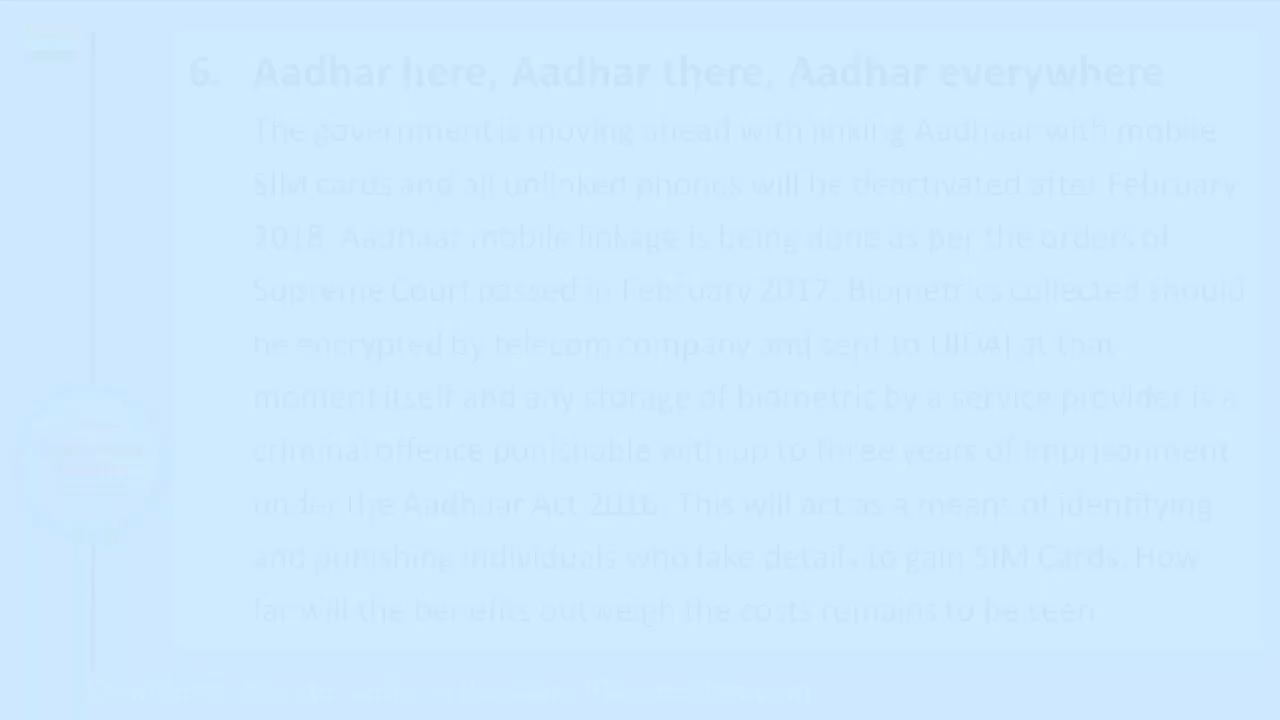 6. Aadhar here, Aadhar there, Aadhar everywhere
The government is moving ahead with linking Aadhaar with mobile
SIM cards and all unlinked phones will be deactivated after February
2018. Aadhaar mobile linkage is being done as per the orders of
Supreme Court passed in February 2017. Biometrics collected should
be encrypted by telecom company and sent to UIDAI at that
moment itself and any storage of biometric by a service provider is a
criminal offence punishable with up to three years of imprisonment
under the Aadhaar Act 2016. This will act as a means of identifying
and punishing individuals who take details to gain SIM Cards. How
far will the benefits outweigh the costs remains to be seen